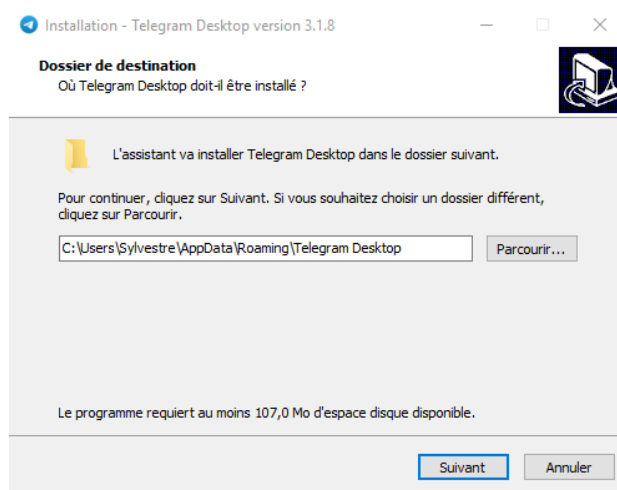 Installation - Telegram Desktop version 3.1.8
Dossier de destination
Où Telegram Desktop doit-il être installé ?
L'assistant va installer Telegram Desktop dans le dossier suivant.
Pour continuer, cliquez sur Suivant. Si vous souhaitez choisir un dossier différent,
cliquez sur Parcourir.
C:\Users\Sylvestre\AppData\Roaming\Telegram Desktop
Parcourir...
Le programme requiert au moins 107,0 Mo d'espace disque disponible.
Suivant
Annuler